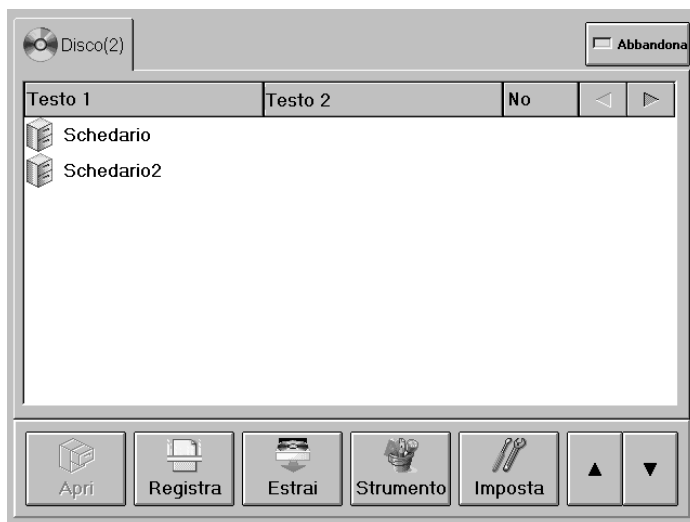 Disco(2)
Abbandona
Testo 1 Testo 2 No
Schedario
Schedario2
Apri Registra Estrai Strumento Imposta